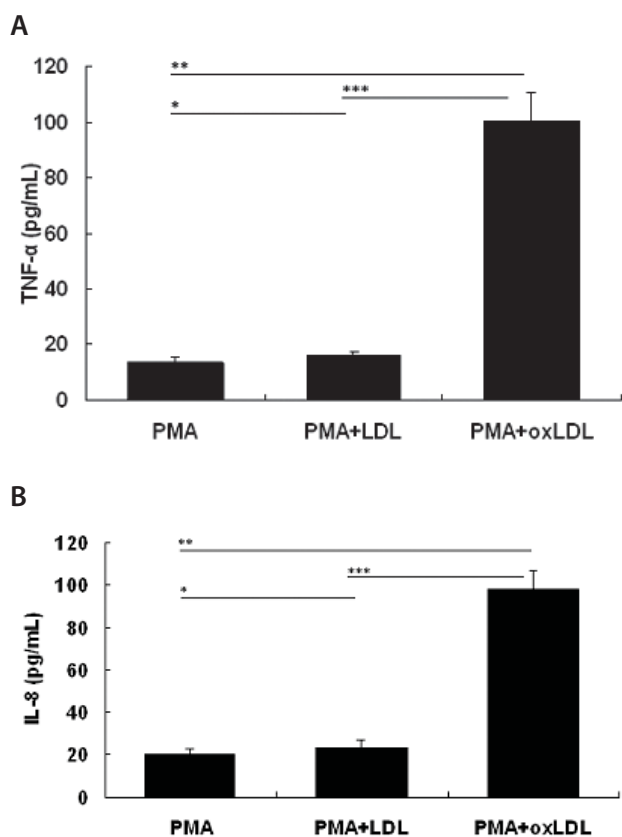 A
TNF-α (pg/mL)
120
100
80
60
40
20
0
**
***
*
PMA
PMA+LDL
PMA+oxLDL
B
IL-8 (pg/mL)
120
100
80
60
40
20
0
**
***
*
PMA
PMA+LDL
PMA+oxLDL